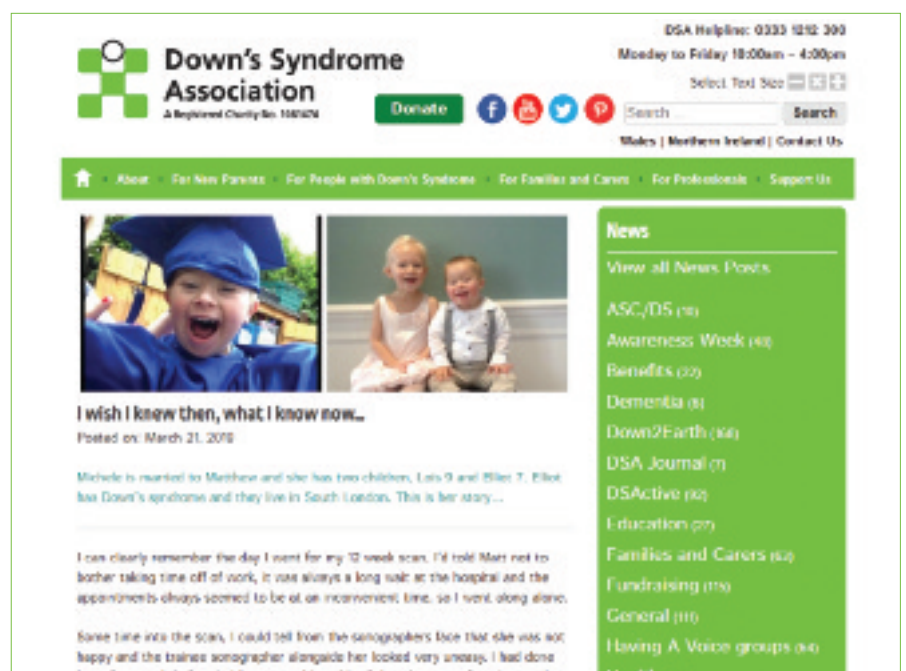 DSA Helpline: 0333 1212 300
Monday to Friday 10:00am – 4:00pm
Select Text Size
Down's Syndrome
Association
A Registered Charity No. 1061474
Donate
Search
Search
Wales | Northern Ireland | Contact Us
About
For New Parents
For People with Down's Syndrome
For Families and Carers
For Professionals
Support Us
I wish I knew then, what I know now...
Posted on: March 21,
Michele is married to Matthew and she has two children, Lois 9 and Elliot 7. Elliot
has Down's syndrome and they live in South London. This is her story...
I can clearly remember the day I went for my 12 week scan. I'd told Matt not to
bother taking time off of work, it was always a long wait at the hospital and the
appointments always seemed to be at an inconvenient time, so I went along alone.
Some time into the scan, I could tell from the sonographers face that she was not
happy and the trainee sonographer alongside her looked very uneasy. I had done
News
View all News Posts
ASC/DS
Awareness Week
Benefits (22)
Dementia
Down2Earth
DSA Journal (7)
DSActive
Education (27)
Families and Carers
Fundraising
General (111)
Having A Voice groups